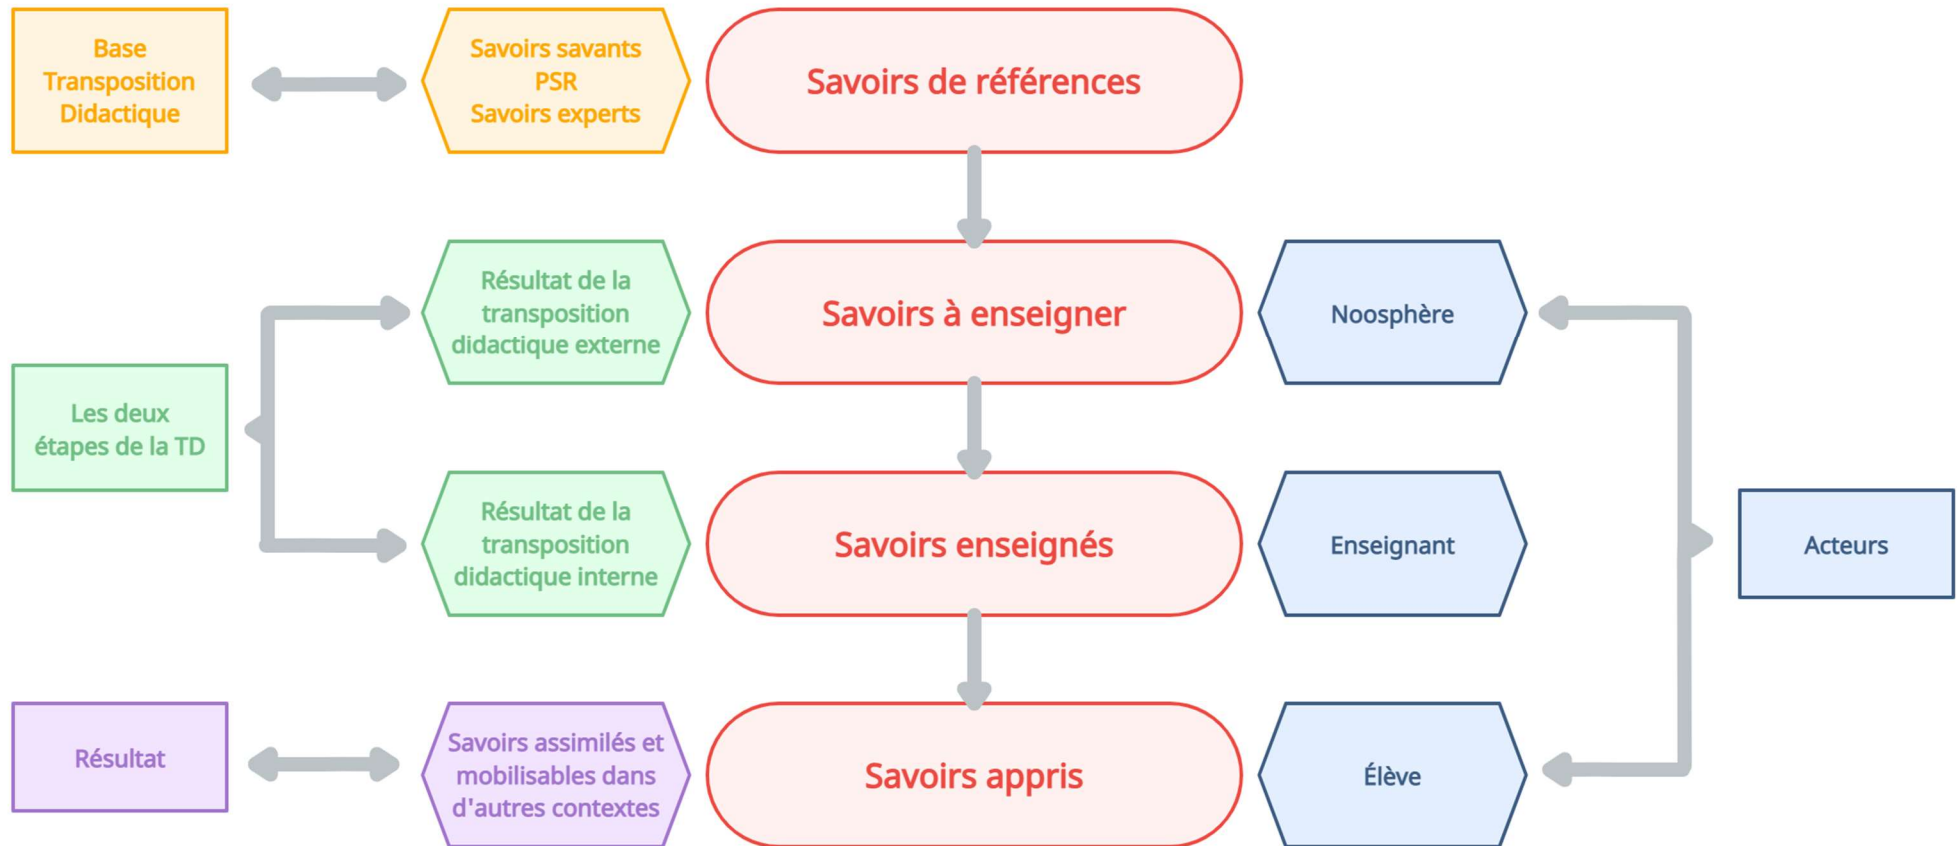 Base
Transposition
Didactique
Savoirs savants
PSR
Savoirs experts
Savoirs de références
Résultat de la
transposition
didactique externe
Savoirs à enseigner
Noosphère
Les deux
étapes de la TD
Résultat de la
transposition
didactique interne
Savoirs enseignés
Enseignant
Acteurs
Résultat
Savoirs assimilés et
mobilisables dans
d'autres contextes
Savoirs appris
Élève